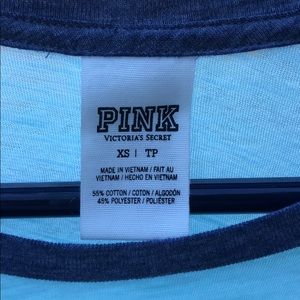 PINK
VICTORIA'S SECRET
XS | TP
MADE IN VIETNAM / FAIT AU
VIETNAM / HECHO EN VIETNAM
55% COTTON / COTON / ALGODÓN
45% POLYESTER / POLIÉSTER